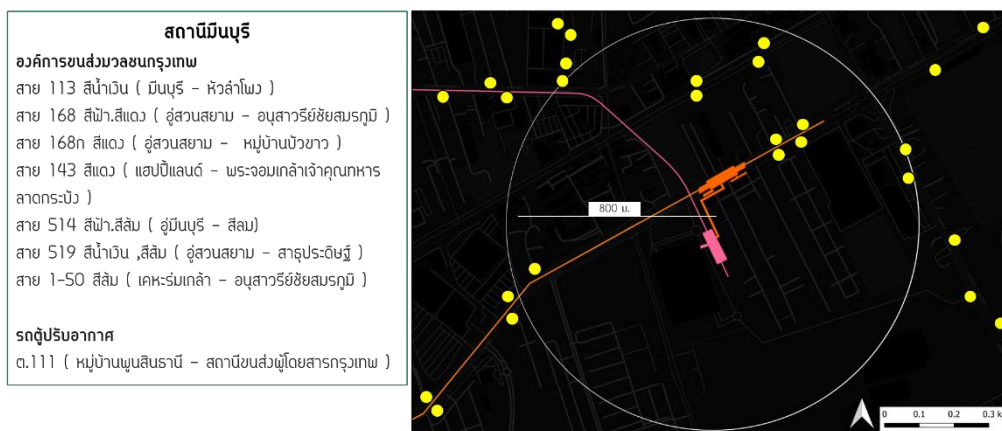 สถานีมีนบุรี
องค์การขนส่งมวลชนกรุงเทพ
สาย 113 สีน้ำเงิน ( มีนบุรี – หัวลำโพง )
สาย 168 สีฟ้า.สีแดง ( อู่สวนสยาม – อนุสาวรีย์ชัยสมรภูมิ )
สาย 168ก สีแดง ( อู่สวนสยาม – หมู่บ้านบัวขาว )
สาย 143 สีแดง ( แฮปปี้แลนด์ – พระจอมเกล้าเจ้าคุณทหาร
ลาดกระบัง )
สาย 514 สีฟ้า.สีส้ม ( อู่มีนบุรี – สีลม)
สาย 519 สีน้ำเงิน ,สีส้ม ( อู่สวนสยาม – สาธุประดิษฐ์ )
สาย 1-50 สีส้ม ( เคหะร่มเกล้า – อนุสาวรีย์ชัยสมรภูมิ )
รถตู้ปรับอากาศ
ต.111 ( หมู่บ้านพูนสินธานี – สถานีขนส่งผู้โดยสารกรุงเทพ )
800 ม.
0 0.1 0.2 0.3 k